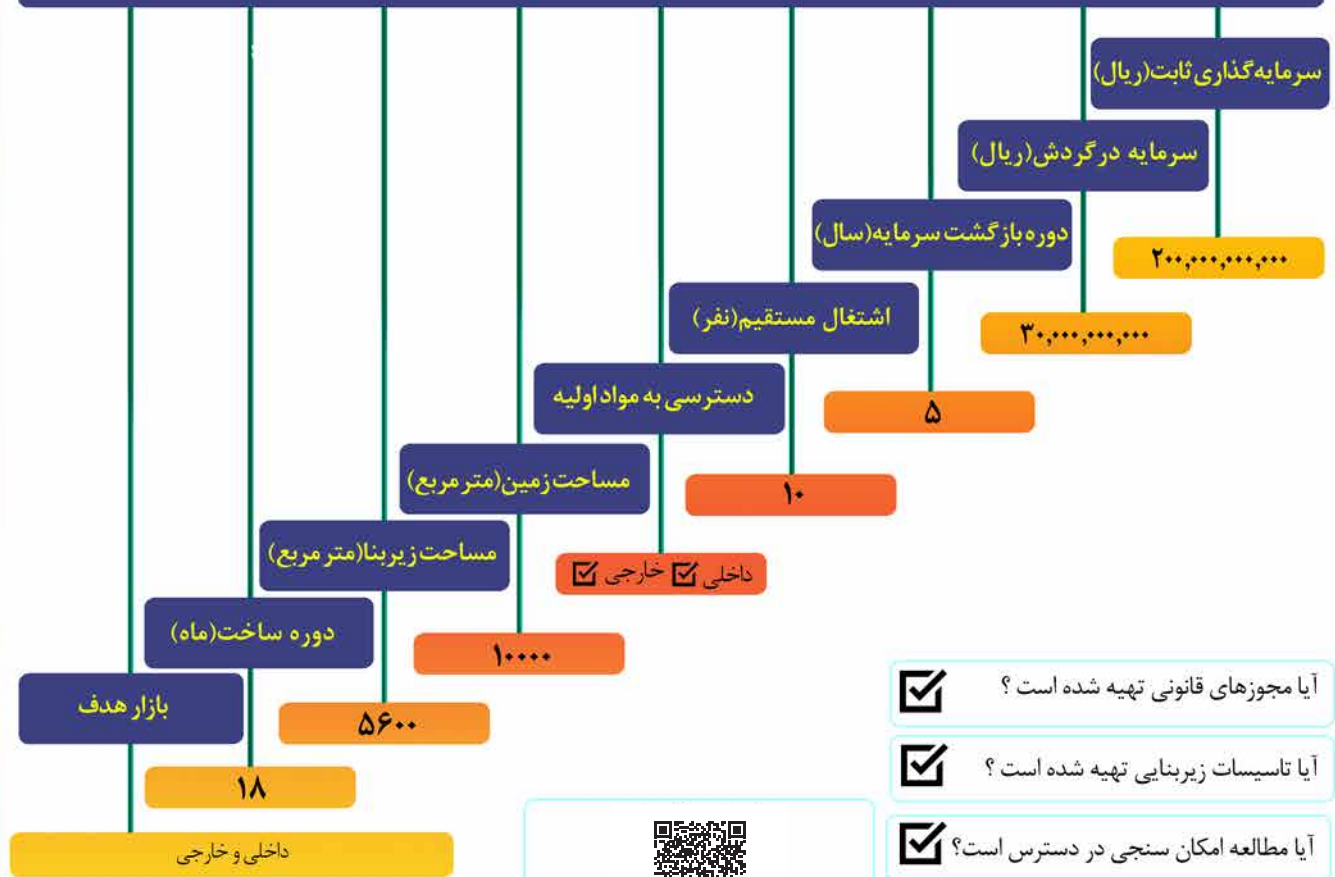 سرمایه‌گذاری ثابت(ریال)
۲۰۰,۰۰۰,۰۰۰,۰۰۰
سرمایه در گردش(ریال)
۳۰,۰۰۰,۰۰۰,۰۰۰
دوره بازگشت سرمایه(سال)
۵
اشتغال مستقیم(نفر)
۱۰
دسترسی به مواد اولیه
داخلی ☑ خارجی ☑
مساحت زمین(متر مربع)
۱۰۰۰۰
مساحت زیربنا(متر مربع)
۵۶۰۰
دوره ساخت(ماه)
۱۸
بازار هدف
داخلی و خارجی
آیا مجوزهای قانونی تهیه شده است ؟ ☑
آیا تاسیسات زیربنایی تهیه شده است ؟ ☑
آیا مطالعه امکان سنجی در دسترس است؟ ☑